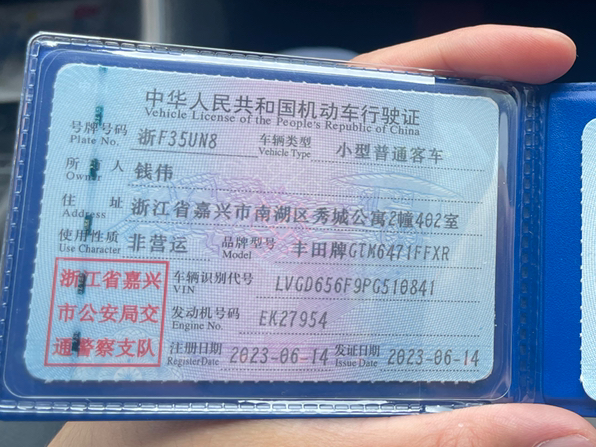 中华人民共和国机动车行驶证
Vehicle License of the People's Republic of China
号牌号码 Plate No. 浙F35UN8 车辆类型 Vehicle Type 小型普通客车
所有人 Owner 钱伟
住址 Address 浙江省嘉兴市南湖区秀城公寓2幢402室
使用性质 Use Character 非营运 品牌型号 Model 丰田牌GTM6471FFXR
浙江省嘉兴市公安局交通警察支队
车辆识别代号 VIN LVGD656F9PG510841
发动机号码 Engine No. EK27954
注册日期 Register Date 2023-06-14 发证日期 Issue Date 2023-06-14